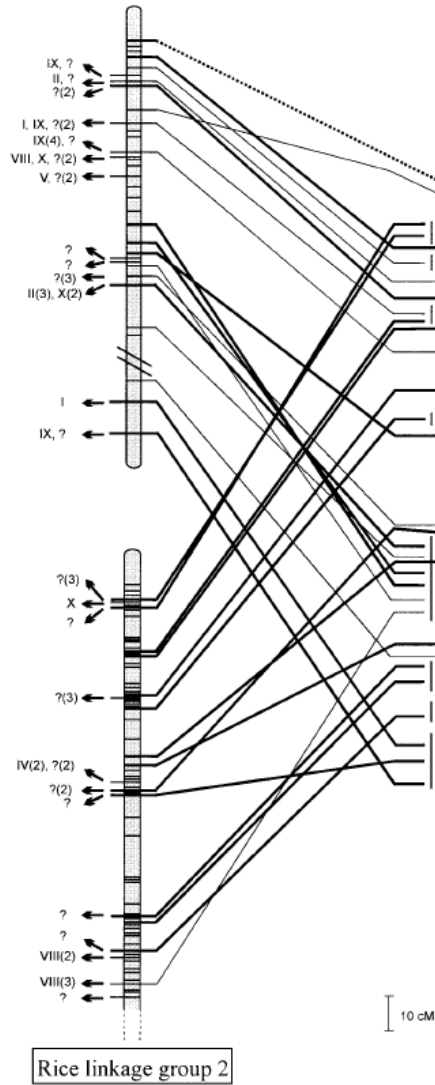 IX, ?
II, ?
?(2)
I, IX, ?(2)
IX(4), ?
VIII, X, ?(2)
V, ?(2)
?
?
?(3)
II(3), X(2)
I
IX, ?
?(3)
X
?
?(3)
IV(2), ?(2)
?(2)
?
?
?
VIII(2)
VIII(3)
?
10 cM
Rice linkage group 2